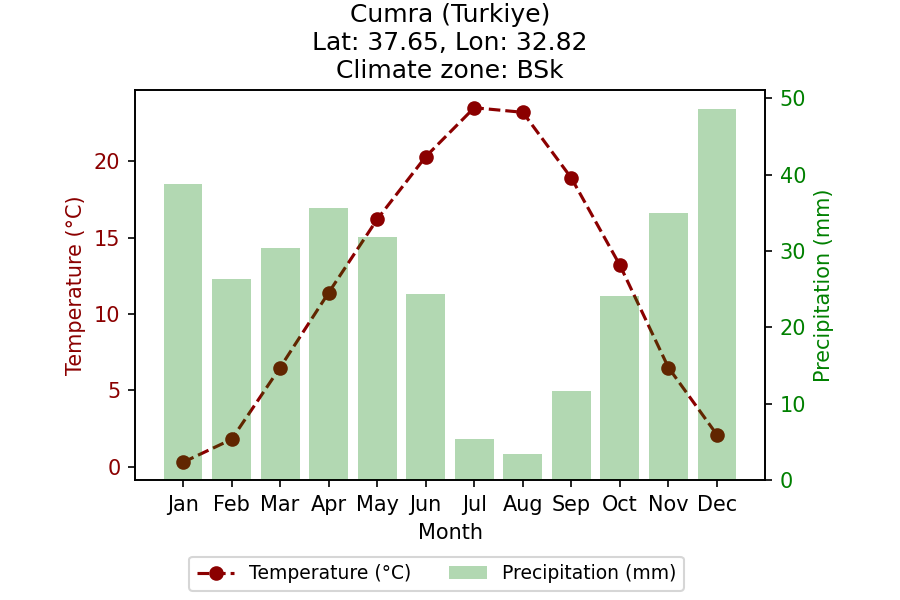 Cumra (Turkiye)
Lat: 37.65, Lon: 32.82
Climate zone: BSk
Temperature (°C)
20
15
10
5
0
50
40
30
20
10
0
Precipitation (mm)
Jan Feb Mar Apr May Jun Jul Aug Sep Oct Nov Dec
Month
Temperature (°C) Precipitation (mm)